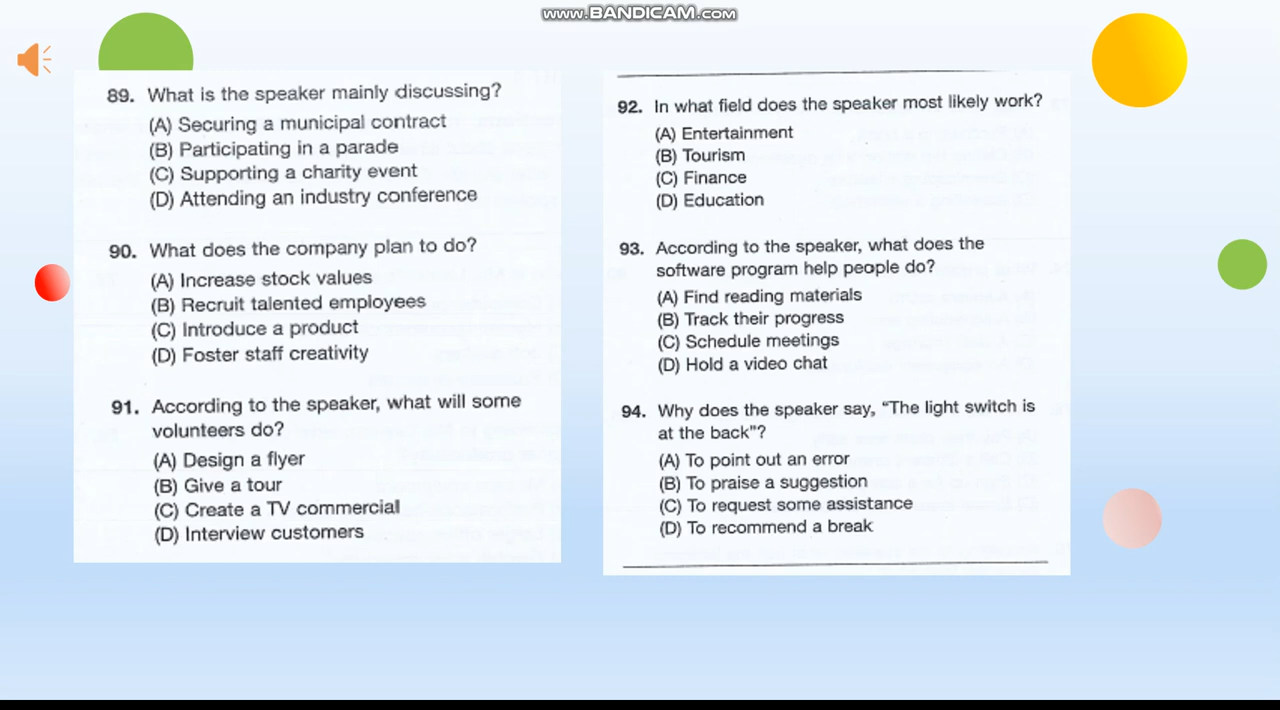 www.BANDICAM.com
89. What is the speaker mainly discussing?
(A) Securing a municipal contract
(B) Participating in a parade
(C) Supporting a charity event
(D) Attending an industry conference
90. What does the company plan to do?
(A) Increase stock values
(B) Recruit talented employees
(C) Introduce a product
(D) Foster staff creativity
91. According to the speaker, what will some
volunteers do?
(A) Design a flyer
(B) Give a tour
(C) Create a TV commercial
(D) Interview customers
92. In what field does the speaker most likely work?
(A) Entertainment
(B) Tourism
(C) Finance
(D) Education
93. According to the speaker, what does the
software program help people do?
(A) Find reading materials
(B) Track their progress
(C) Schedule meetings
(D) Hold a video chat
94. Why does the speaker say, “The light switch is
at the back”?
(A) To point out an error
(B) To praise a suggestion
(C) To request some assistance
(D) To recommend a break